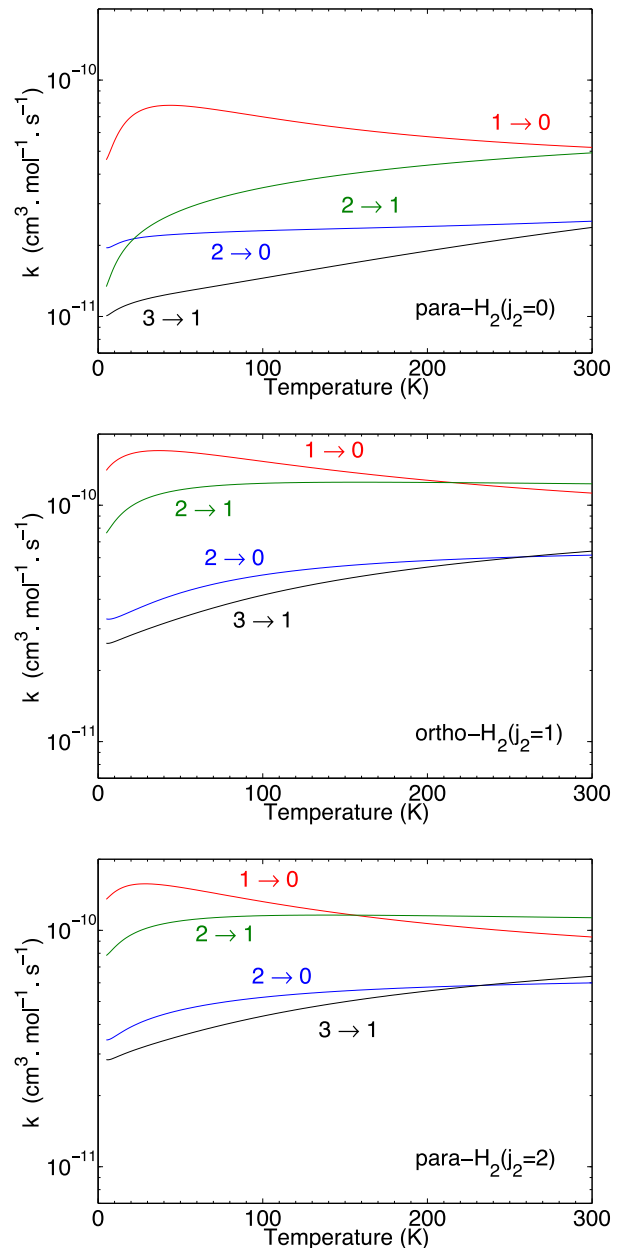 10⁻¹⁰
1 → 0
2 → 1
2 → 0
10⁻¹¹
3 → 1
para−H₂(j₂=0)
0 100 200 300
Temperature (K)
k (cm³. mol⁻¹. s⁻¹)
1 → 0
10⁻¹⁰
2 → 1
2 → 0
3 → 1
10⁻¹¹
ortho−H₂(j₂=1)
0 100 200 300
Temperature (K)
k (cm³. mol⁻¹. s⁻¹)
1 → 0
10⁻¹⁰
2 → 1
2 → 0
3 → 1
10⁻¹¹
para−H₂(j₂=2)
0 100 200 300
Temperature (K)
k (cm³. mol⁻¹. s⁻¹)